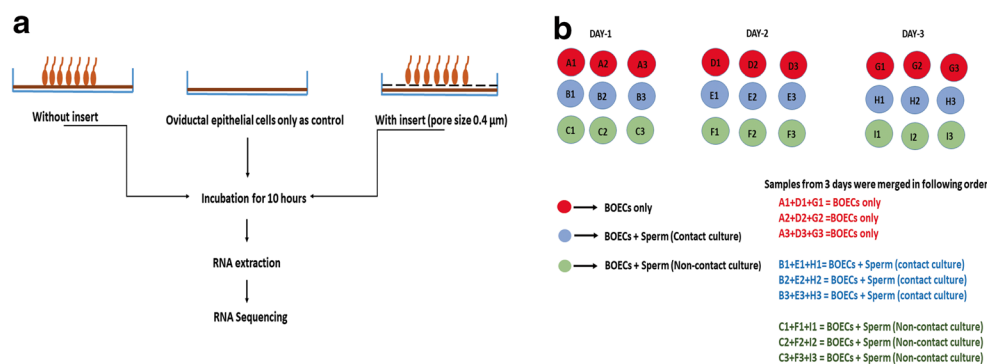 a
Without insert
Oviductal epithelial cells only as control
With insert (pore size 0.4 µm)
Incubation for 10 hours
RNA extraction
RNA Sequencing
b
DAY-1 DAY-2 DAY-3
A1 A2 A3 D1 D2 D3 G1 G2 G3
B1 B2 B3 E1 E2 E3 H1 H2 H3
C1 C2 C3 F1 F2 F3 I1 I2 I3
BOECs only
BOECs + Sperm (Contact culture)
BOECs + Sperm (Non-contact culture)
Samples from 3 days were merged in following order
A1+D1+G1 = BOECs only
A2+D2+G2 =BOECs only
A3+D3+G3 =BOECs only
B1+E1+H1= BOECs + Sperm (contact culture)
B2+E2+H2 = BOECs + Sperm (contact culture)
B3+E3+H3 = BOECs + Sperm (contact culture)
C1+F1+I1 = BOECs + Sperm (Non-contact culture)
C2+F2+I2 = BOECs + Sperm (Non-contact culture)
C3+F3+I3 = BOECs + Sperm (Non-contact culture)